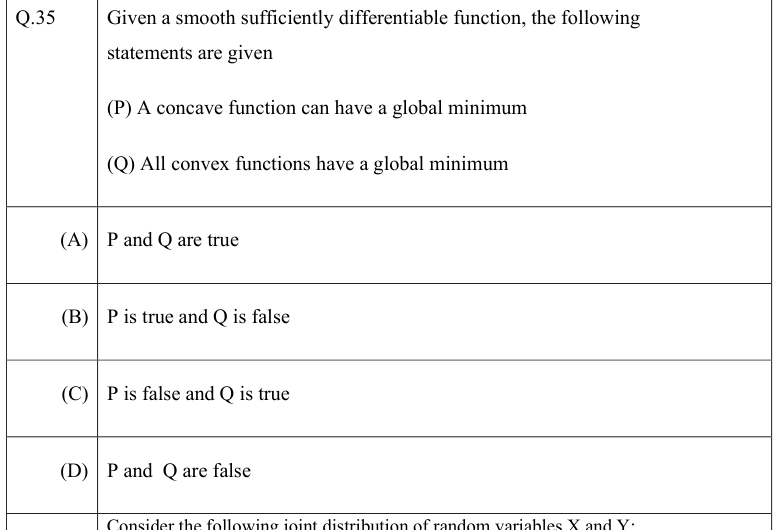 Q.35 Given a smooth sufficiently differentiable function, the following
statements are given
(P) A concave function can have a global minimum
(Q) All convex functions have a global minimum
(A) P and Q are true
(B) P is true and Q is false
(C) P is false and Q is true
(D) P and Q are false
Consider the following joint distribution of random variables X and Y: